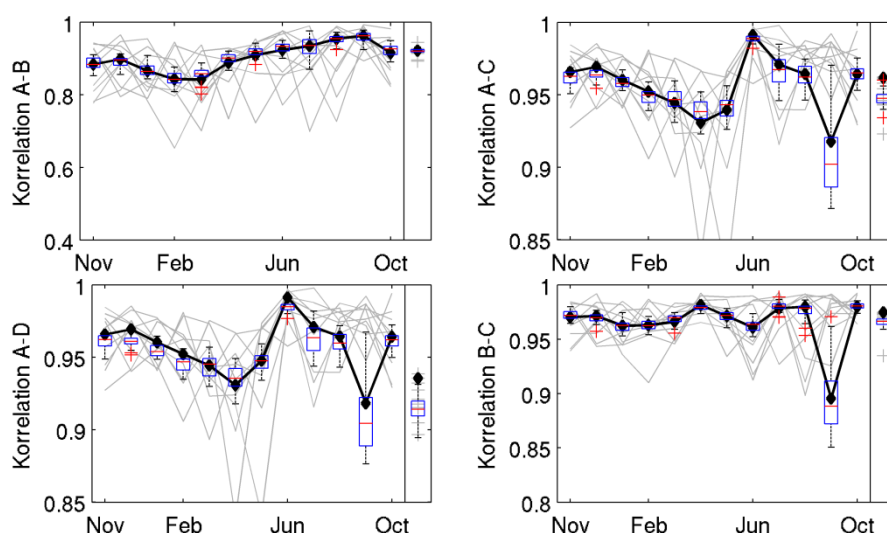 Korrelation A-B
1
0.8
0.6
0.4
Nov Feb Jun Oct
Korrelation A-C
1
0.95
0.9
0.85
Nov Feb Jun Oct
Korrelation A-D
1
0.95
0.9
0.85
Nov Feb Jun Oct
Korrelation B-C
1
0.95
0.9
0.85
0.8
Nov Feb Jun Oct